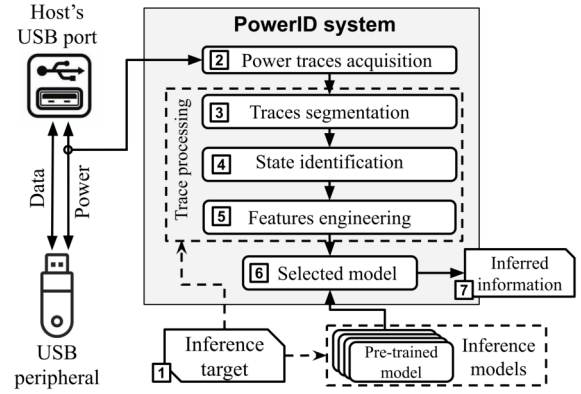 Host's
USB port
PowerID system
2 Power traces acquisition
Trace processing
3 Traces segmentation
4 State identification
5 Features engineering
6 Selected model
Data
Power
7 Inferred
information
USB
peripheral
1 Inference
target
Pre-trained
model
Inference
models